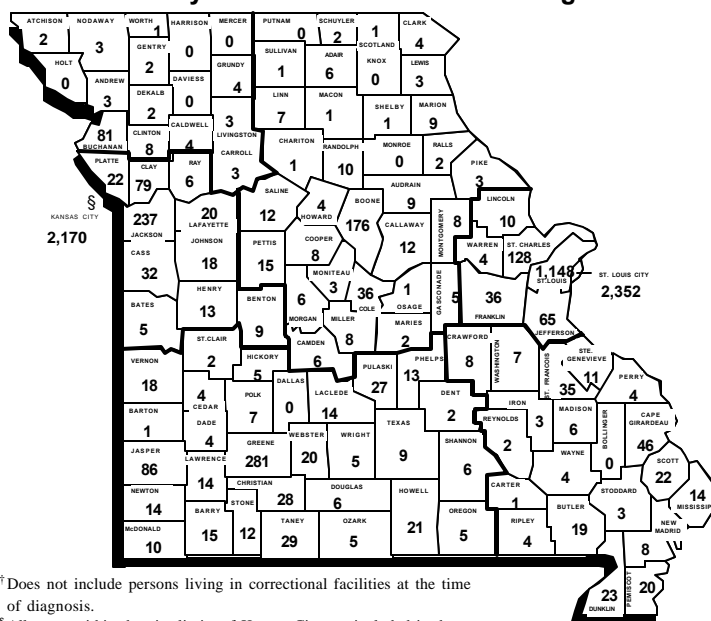 ATCHISON 2
NODAWAY 3
WORTH 1
HARRISON 0
MERCER 0
PUTNAM 0
SCHUYLER 2
SCOTLAND 1
CLARK 4
HOLT 0
ANDREW 3
GENTRY 2
DEKALB 2
DAVIESS 0
GRUNDY 4
SULLIVAN 1
ADAIR 6
KNOX 0
LEWIS 3
LINN 7
MACON 1
SHELBY 1
MARION 9
81 BUCHANAN
CLINTON 8
CALDWELL 4
3 LIVINGSTON
CHARITON 1
RANDOLPH 10
MONROE 0
RALLS 2
PIKE 3
PLATTE 22
CLAY 79
RAY 6
CARROLL 3
SALINE 12
4 HOWARD
BOONE 176
AUDRAIN 9
CALLAWAY 12
MONTGOMERY 8
LINCOLN 10
§
KANSAS CITY
2,170
237 JACKSON
20 LAFAYETTE
CASS 32
JOHNSON 18
PETTIS 15
COOPER 8
MONITEAU 3
36 COLE
1 OSAGE
GASCONADE 5
WARREN 4
ST. CHARLES 128
1,148 ST. LOUIS
ST. LOUIS CITY
2,352
36 FRANKLIN
65 JEFFERSON
BATES 5
HENRY 13
BENTON 9
6 MORGAN
MILLER 8
MARIES 2
CAMDEN 6
PULASKI 27
PHELPS 13
CRAWFORD 8
WASHINGTON 7
ST. FRANCOIS 35
STE. GENEVIEVE 11
PERRY 4
VERNON 18
ST.CLAIR 2
HICKORY 5
DALLAS 0
LACLEDE 14
DENT 2
IRON 3
REYNOLDS 2
MADISON 6
BOLLINGER 0
CAPE GIRARDEAU 46
BARTON 1
4 CEDAR
DADE 4
POLK 7
GREENE 281
WEBSTER 20
WRIGHT 5
TEXAS 9
SHANNON 6
WAYNE 4
SCOTT 22
14 MISSISSIPPI
JASPER 86
LAWRENCE 14
CHRISTIAN 28
DOUGLAS 6
HOWELL 21
CARTER 1
BUTLER 19
STODDARD 3
NEW MADRID 8
NEWTON 14
McDONALD 10
BARRY 15
STONE 12
TANEY 29
OZARK 5
OREGON 5
RIPLEY 4
23 DUNKLIN
PEMISCOT 20
† Does not include persons living in correctional facilities at the time
of diagnosis.